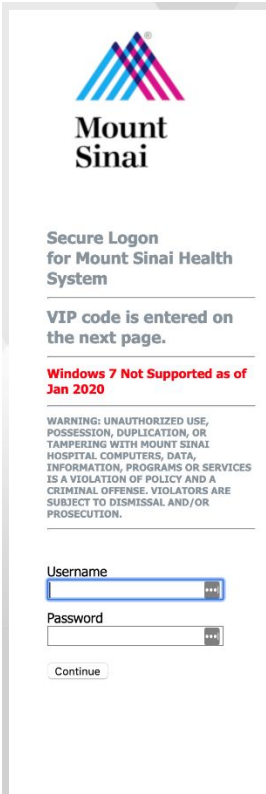 Mount
Sinai
Secure Logon
for Mount Sinai Health
System
VIP code is entered on
the next page.
Windows 7 Not Supported as of
Jan 2020
WARNING: UNAUTHORIZED USE,
POSSESSION, DUPLICATION, OR
TAMPERING WITH MOUNT SINAI
HOSPITAL COMPUTERS, DATA,
INFORMATION, PROGRAMS OR SERVICES
IS A VIOLATION OF POLICY AND A
CRIMINAL OFFENSE. VIOLATORS ARE
SUBJECT TO DISMISSAL AND/OR
PROSECUTION.
Username
Password
Continue